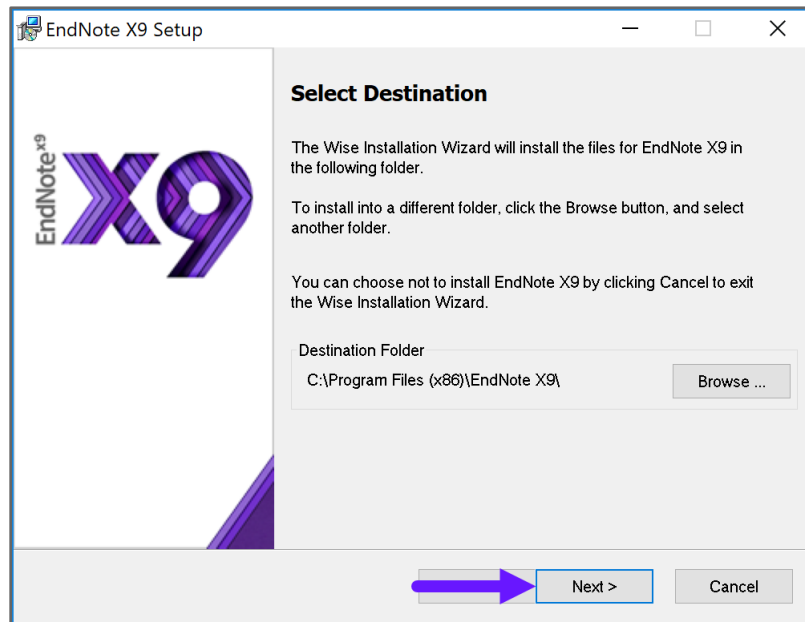 EndNote X9 Setup
EndNote x9
X9
Select Destination
The Wise Installation Wizard will install the files for EndNote X9 in
the following folder.
To install into a different folder, click the Browse button, and select
another folder.
You can choose not to install EndNote X9 by clicking Cancel to exit
the Wise Installation Wizard.
Destination Folder
C:\Program Files (x86)\EndNote X9\
Browse ...
Next >
Cancel